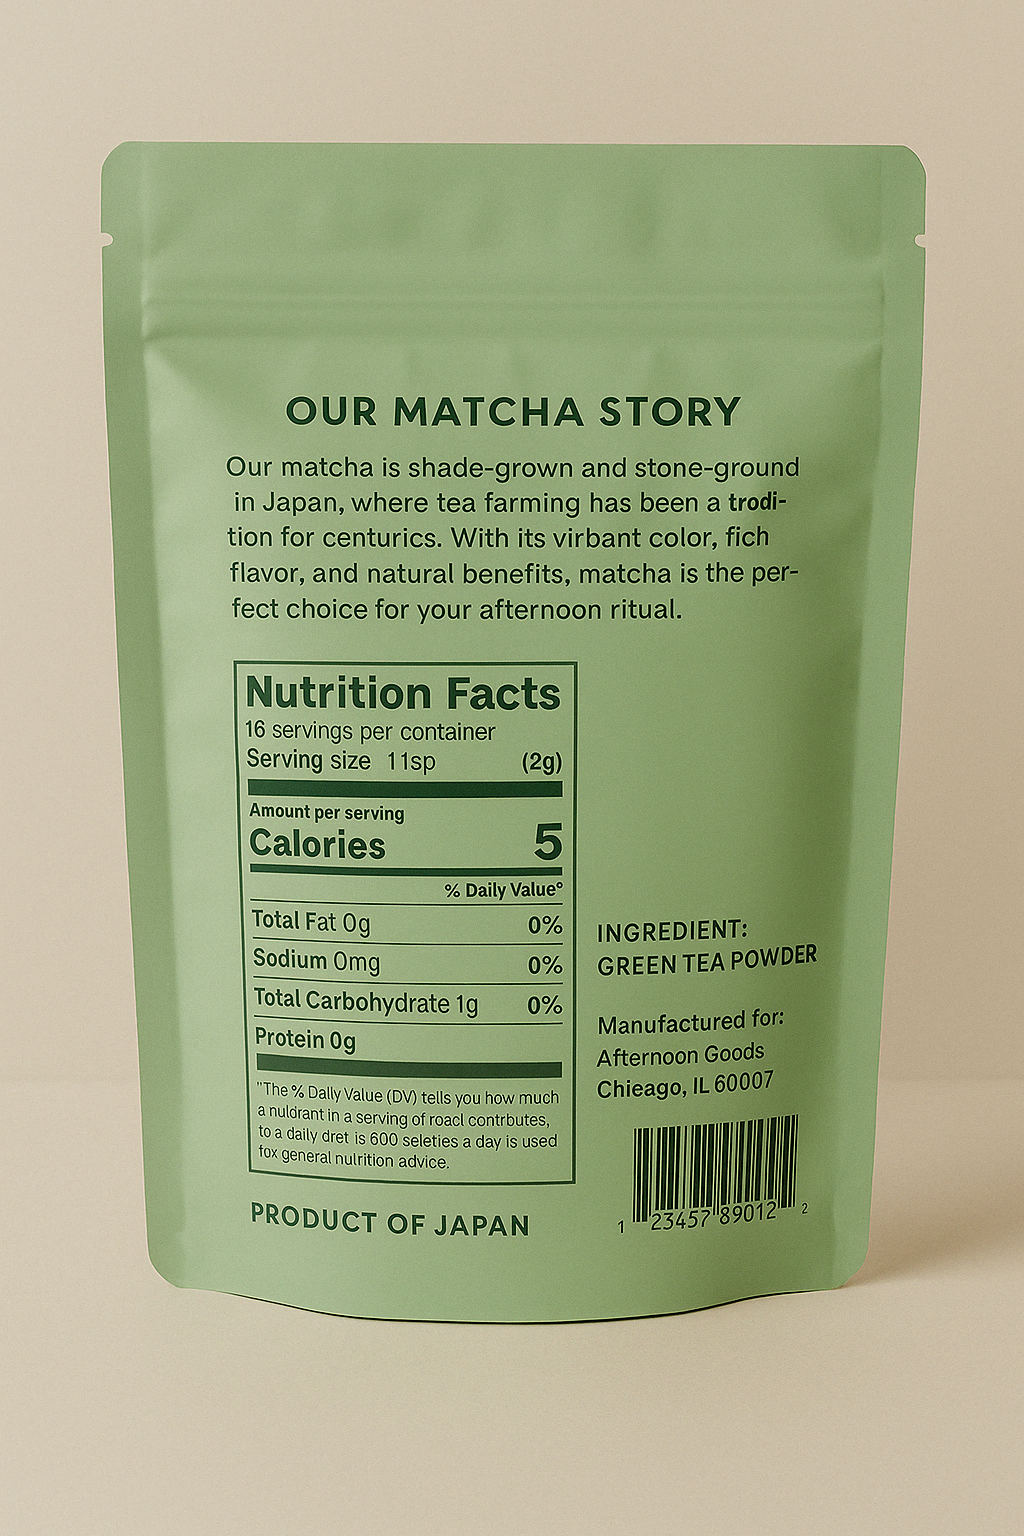 OUR MATCHA STORY
Our matcha is shade-grown and stone-ground
in Japan, where tea farming has been a trodi-
tion for centurics. With its virbant color, fich
flavor, and natural benefits, matcha is the per-
fect choice for your afternoon ritual.
Nutrition Facts
16 servings per container
Serving size 11sp (2g)
Amount per serving
Calories 5
% Daily Value°
Total Fat 0g 0%
Sodium 0mg 0%
Total Carbohydrate 1g 0%
Protein 0g
"The % Dally Value (DV) tells you how much
a nuldrant in a serving of roacl contrbutes,
to a daily dret is 600 seleties a day is used
fox general nulrition advice.
PRODUCT OF JAPAN
INGREDIENT:
GREEN TEA POWDER
Manufactured for:
Afternoon Goods
Chieago, IL 60007
1 23457 89012 2